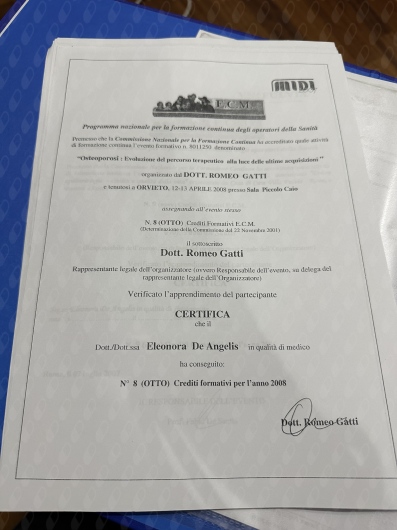 MIDI
E.C.M.
Programma nazionale per la formazione continua degli operatori della Sanità
Premesso che la Commissione Nazionale per la Formazione Continua ha accreditato quale attività
di formazione continua l'evento formativo n. 8011250 denominato
"Osteoporosi : Evoluzione del percorso terapeutico alla luce delle ultime acquisizioni"
organizzato dal DOTT. ROMEO GATTI
e tenutosi a ORVIETO, 12-13 APRILE 2008 presso Sala Piccolo Caio
assegnando all'evento stesso
N. 8 (OTTO) Crediti Formativi E.C.M.
(Determinazione della Commissione del 22 Novembre 2001)
il sottoscritto
Dott. Romeo Gatti
Rappresentante legale dell'organizzatore (ovvero Responsabile dell'evento, su delega del
rappresentante legale dell'Organizzatore)
Verificato l'apprendimento del partecipante
CERTIFICA
che il
Dott./Dott.ssa Eleonora De Angelis in qualità di medico
ha conseguito:
N° 8 (OTTO) Crediti formativi per l'anno 2008
Dott. Romeo Gatti